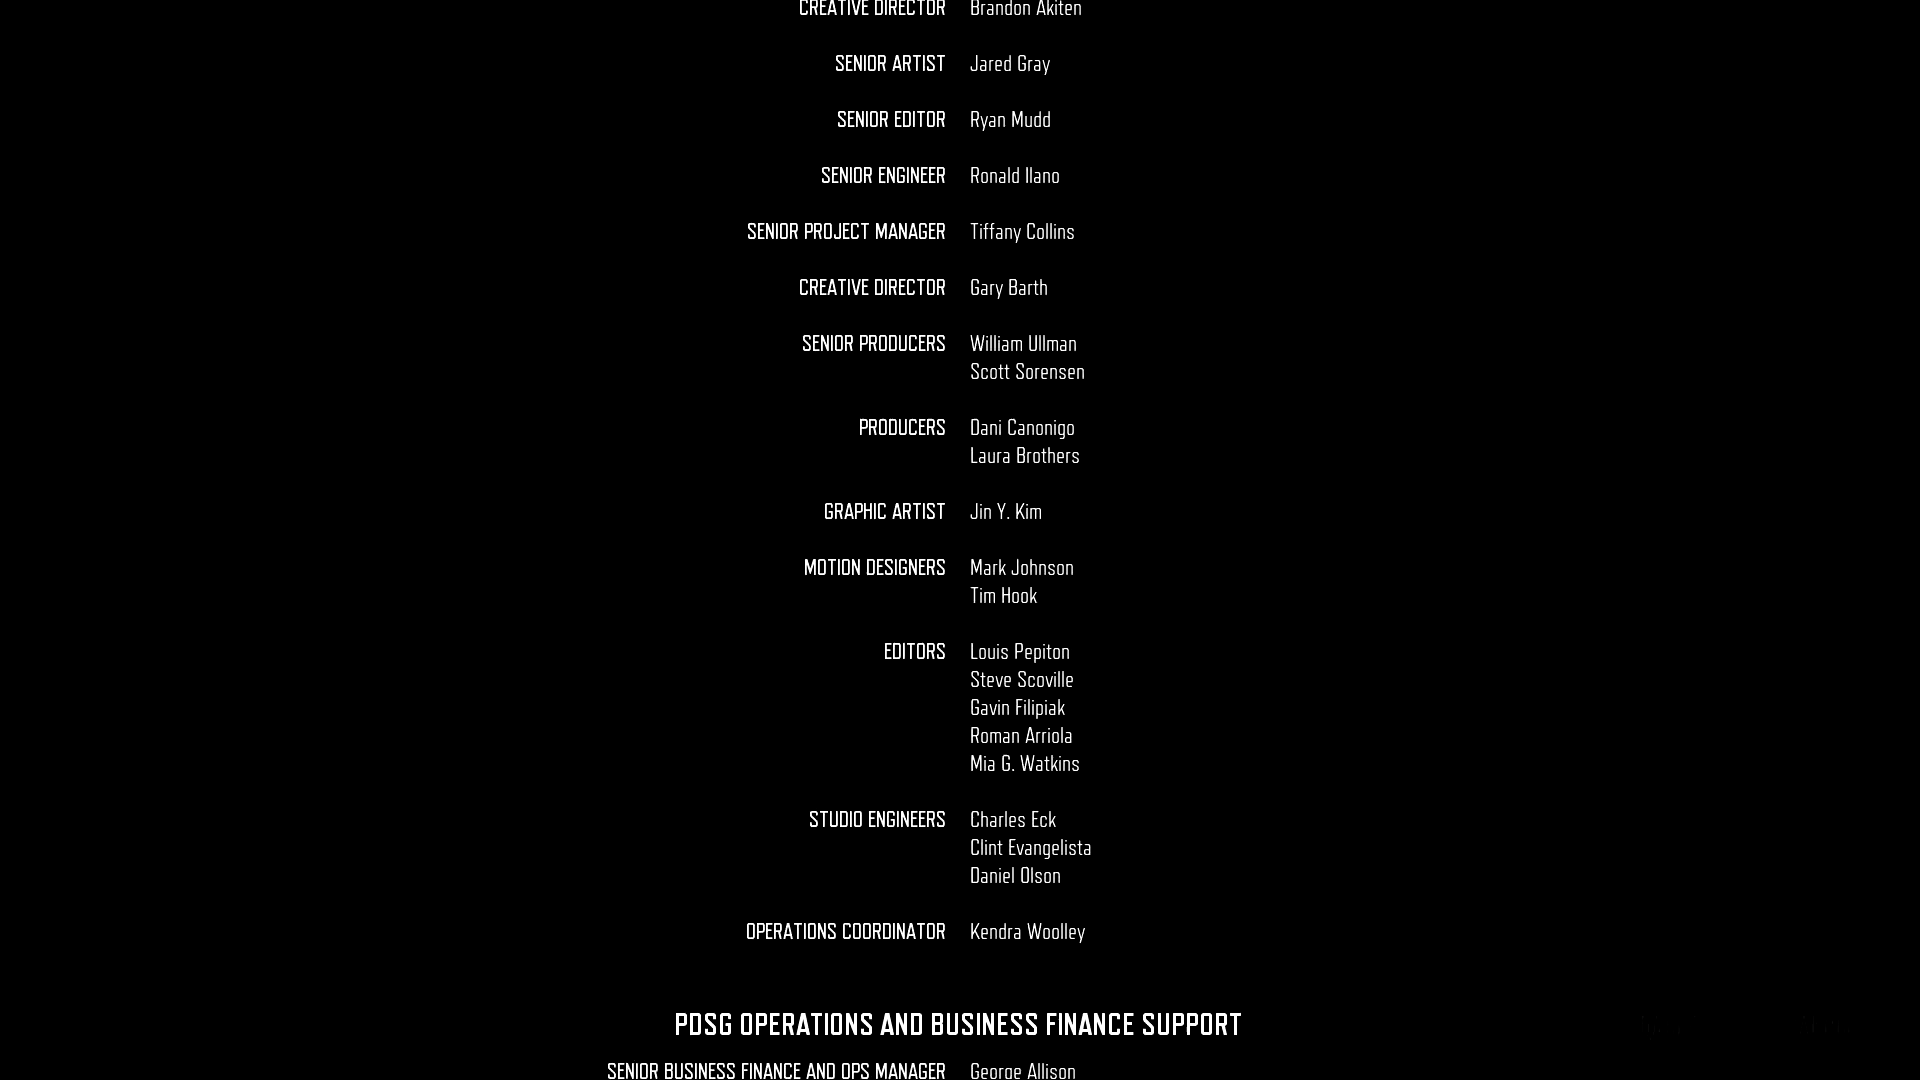 CREATIVE DIRECTOR Brandon Akiten
SENIOR ARTIST Jared Gray
SENIOR EDITOR Ryan Mudd
SENIOR ENGINEER Ronald Ilano
SENIOR PROJECT MANAGER Tiffany Collins
CREATIVE DIRECTOR Gary Barth
SENIOR PRODUCERS William Ullman
Scott Sorensen
PRODUCERS Dani Canonigo
Laura Brothers
GRAPHIC ARTIST Jin Y. Kim
MOTION DESIGNERS Mark Johnson
Tim Hook
EDITORS Louis Pepiton
Steve Scoville
Gavin Filipiak
Roman Arriola
Mia G. Watkins
STUDIO ENGINEERS Charles Eck
Clint Evangelista
Daniel Olson
OPERATIONS COORDINATOR Kendra Woolley
PDSG OPERATIONS AND BUSINESS FINANCE SUPPORT
SENIOR BUSINESS FINANCE AND OPS MANAGER George Allison